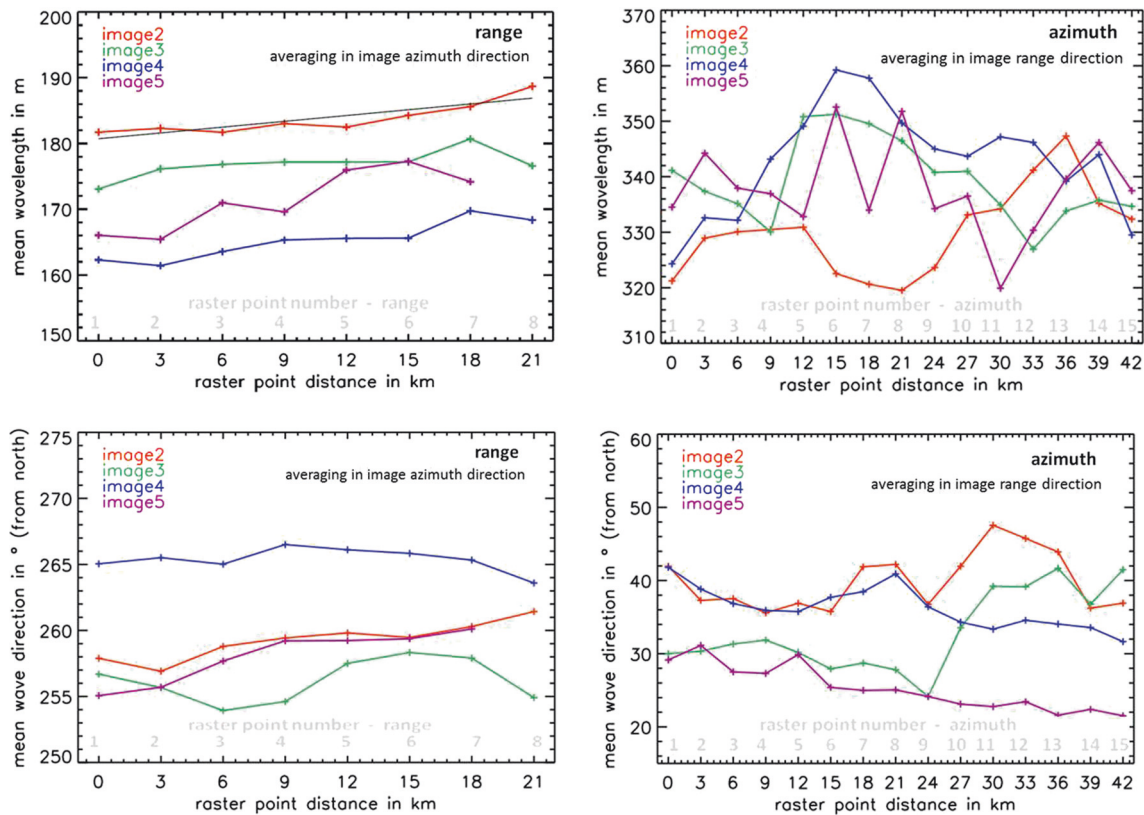 200
190
180
170
160
150
mean wavelength in m
image2
image3
image4
image5
range
averaging in image azimuth direction
raster point number - range
1 2 3 4 5 6 7 8
0 3 6 9 12 15 18 21
raster point distance in km
370
360
350
340
330
320
310
mean wavelength in m
image2
image3
image4
image5
azimuth
averaging in image range direction
raster point number - azimuth
1 2 3 4 5 6 7 8 9 10 11 12 13 14 15
0 3 6 9 12 15 18 21 24 27 30 33 36 39 42
raster point distance in km
275
270
265
260
255
250
mean wave direction in ° (from north)
image2
image3
image4
image5
range
averaging in image azimuth direction
raster point number - range
1 2 3 4 5 6 7 8
0 3 6 9 12 15 18 21
raster point distance in km
60
50
40
30
20
mean wave direction in ° (from north)
image2
image3
image4
image5
azimuth
averaging in image range direction
raster point number - azimuth
1 2 3 4 5 6 7 8 9 10 11 12 13 14 15
0 3 6 9 12 15 18 21 24 27 30 33 36 39 42
raster point distance in km